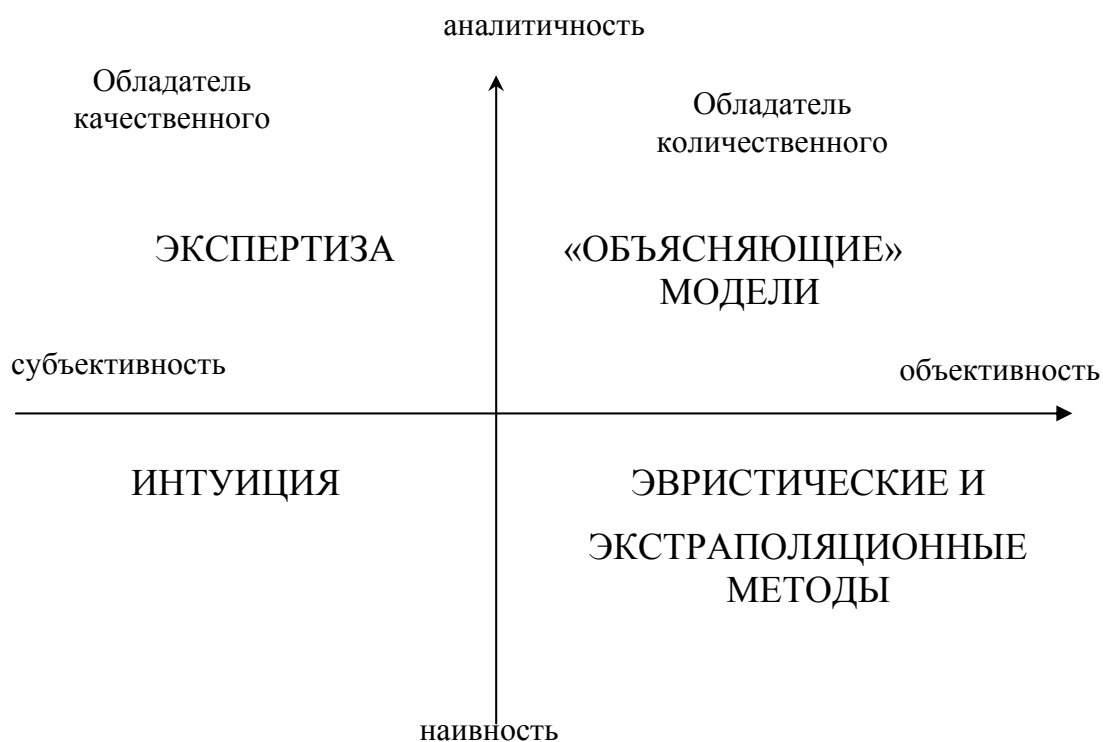 аналитичность
Обладатель
качественного
Обладатель
количественного
ЭКСПЕРТИЗА
«ОБЪЯСНЯЮЩИЕ»
МОДЕЛИ
субъективность
объективность
ИНТУИЦИЯ
ЭВРИСТИЧЕСКИЕ И
ЭКСТРАПОЛЯЦИОННЫЕ
МЕТОДЫ
наивность